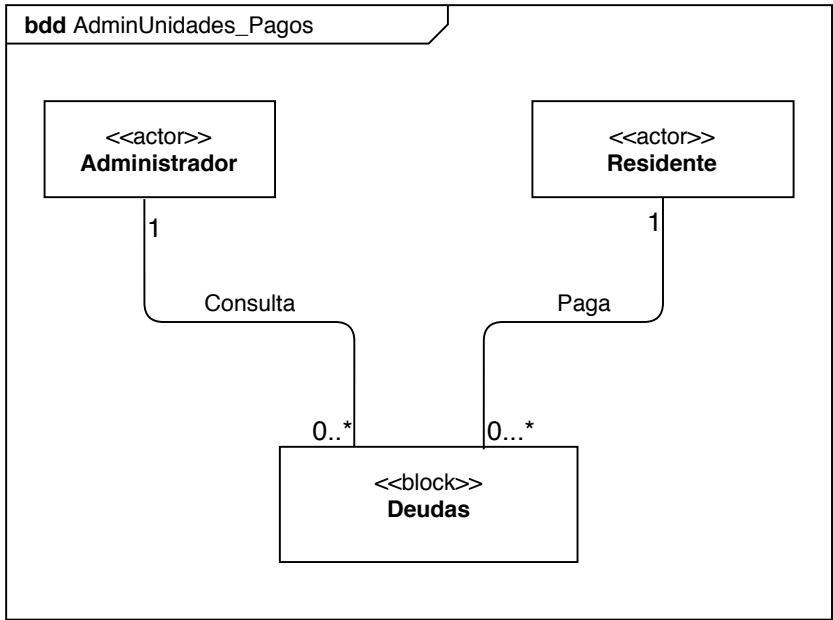 bdd AdminUnidades_Pagos
<<actor>>
Administrador
<<actor>>
Residente
1
1
Consulta
Paga
0..*
0...*
<<block>>
Deudas